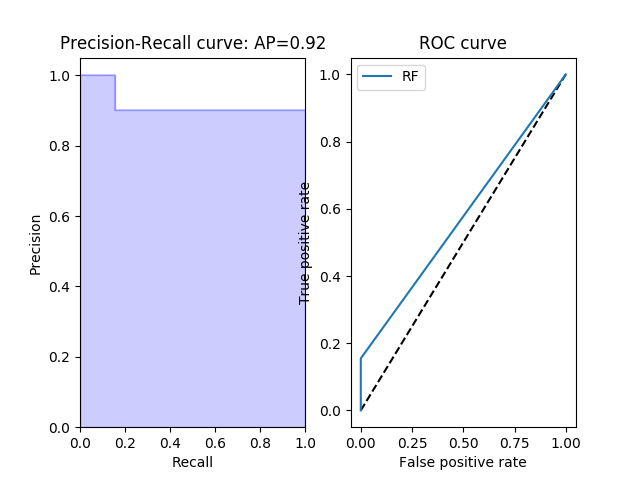 Precision-Recall curve: AP=0.92
1.0
0.8
0.6
0.4
0.2
0.0
Precision
0.0 0.2 0.4 0.6 0.8 1.0
Recall
ROC curve
RF
1.0
0.8
0.6
0.4
0.2
0.0
True positive rate
0.00 0.25 0.50 0.75 1.00
False positive rate